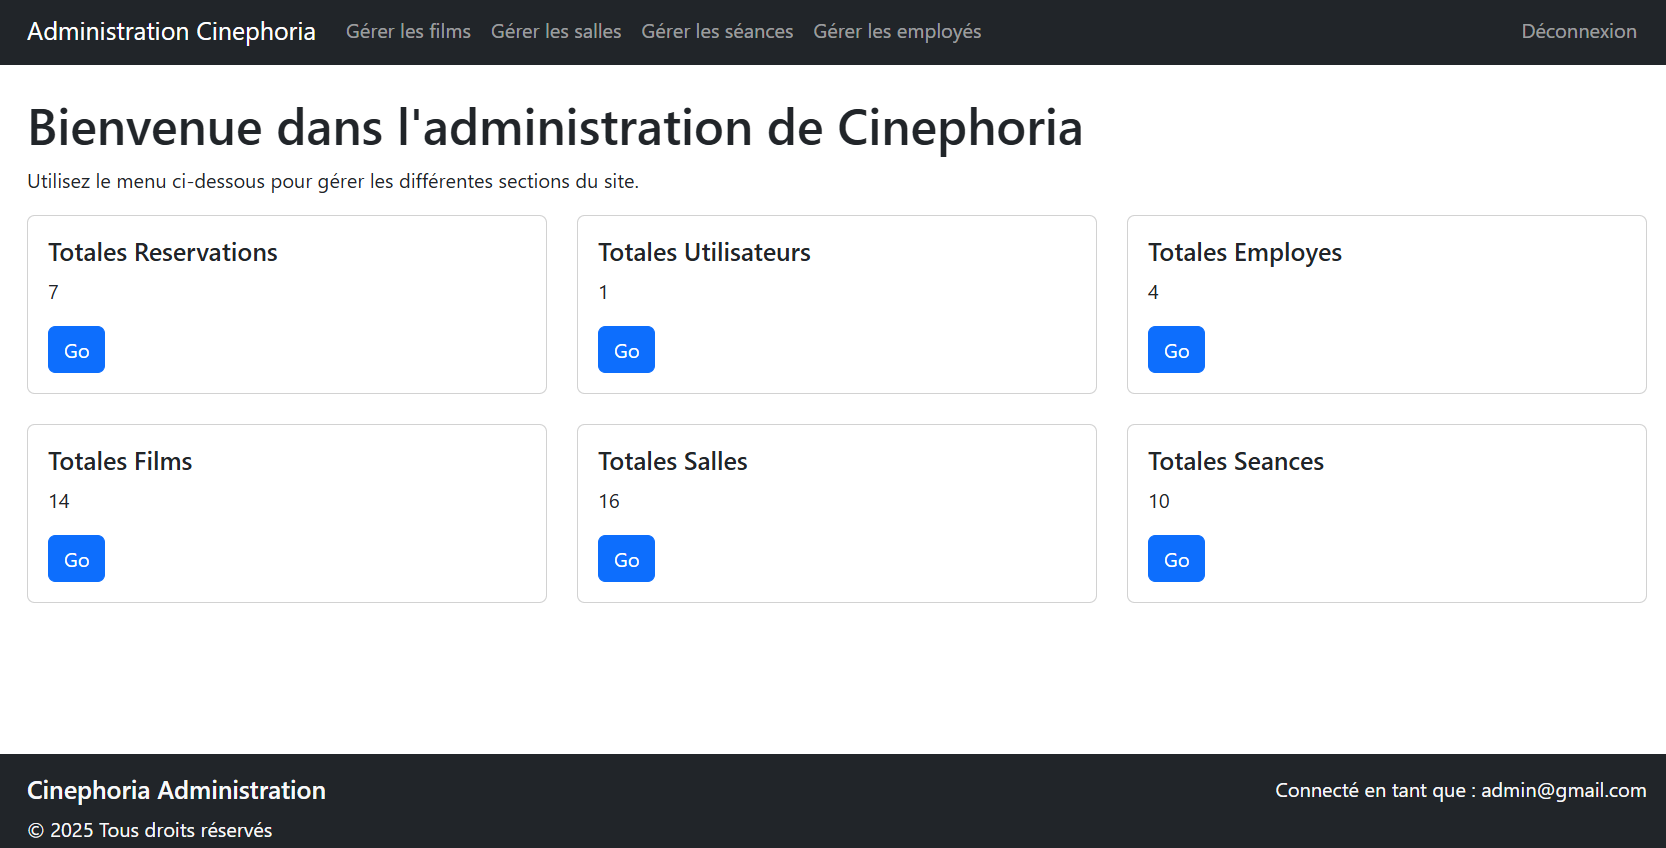 Administration Cinephoria Gérer les films Gérer les salles Gérer les séances Gérer les employés Déconnexion
Bienvenue dans l'administration de Cinephoria
Utilisez le menu ci-dessous pour gérer les différentes sections du site.
Totales Reservations
7
Go
Totales Utilisateurs
1
Go
Totales Employes
4
Go
Totales Films
14
Go
Totales Salles
16
Go
Totales Seances
10
Go
Cinephoria Administration
© 2025 Tous droits réservés
Connecté en tant que : admin@gmail.com